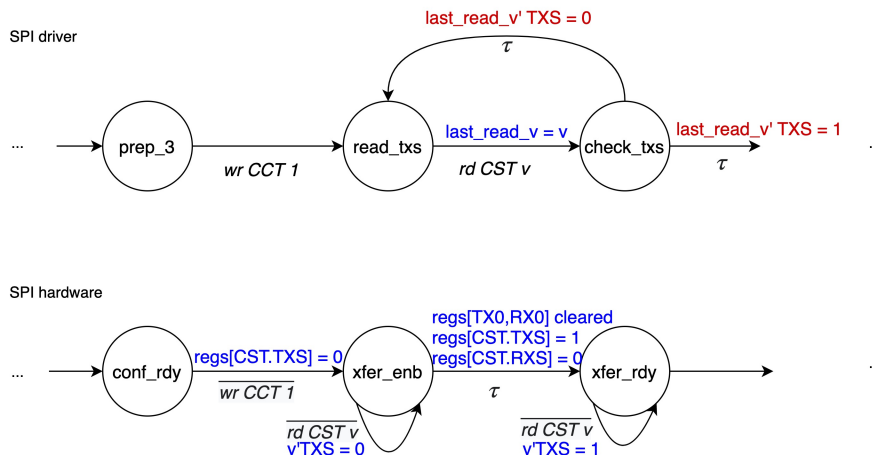 last_read_v' TXS = 0
SPI driver
τ
... prep_3 read_txs last_read_v = v check_txs last_read_v' TXS = 1 .
wr CCT 1 rd CST v τ
SPI hardware
regs[TX0,RX0] cleared
regs[CST.TXS] = 1
regs[CST.TXS] = 0 regs[CST.RXS] = 0
... conf_rdy xfer_enb xfer_rdy .
wr CCT 1 τ
rd CST v rd CST v
v'TXS = 0 v'TXS = 1